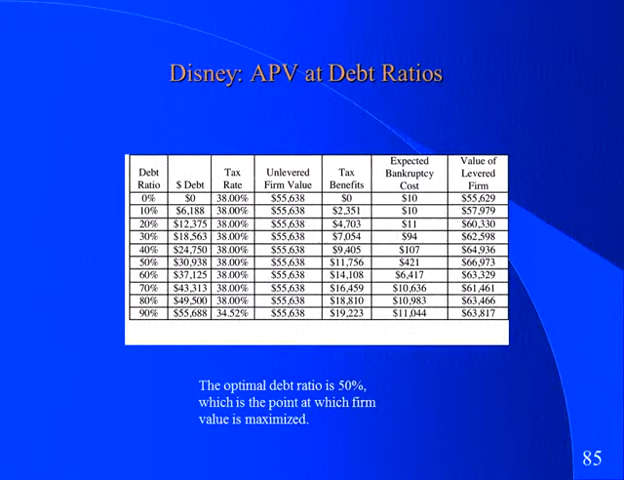 Disney: APV at Debt Ratios
Debt Ratio | $ Debt | Tax Rate | Unlevered Firm Value | Tax Benefits | Expected Bankruptcy Cost | Value of Levered Firm
0% | $0 | 38.00% | $55,638 | $0 | $10 | $55,629
10% | $6,188 | 38.00% | $55,638 | $2,351 | $10 | $57,979
20% | $12,375 | 38.00% | $55,638 | $4,703 | $11 | $60,330
30% | $18,563 | 38.00% | $55,638 | $7,054 | $94 | $62,598
40% | $24,750 | 38.00% | $55,638 | $9,405 | $107 | $64,936
50% | $30,938 | 38.00% | $55,638 | $11,756 | $421 | $66,973
60% | $37,125 | 38.00% | $55,638 | $14,108 | $6,417 | $63,329
70% | $43,313 | 38.00% | $55,638 | $16,459 | $10,636 | $61,461
80% | $49,500 | 38.00% | $55,638 | $18,810 | $10,983 | $63,466
90% | $55,688 | 34.52% | $55,638 | $19,223 | $11,044 | $63,817
The optimal debt ratio is 50%,
which is the point at which firm
value is maximized.
85